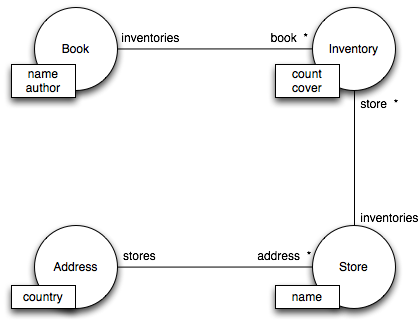 Book
inventories
book *
Inventory
name
author
count
cover
store *
inventories
Address
stores
address *
Store
country
name